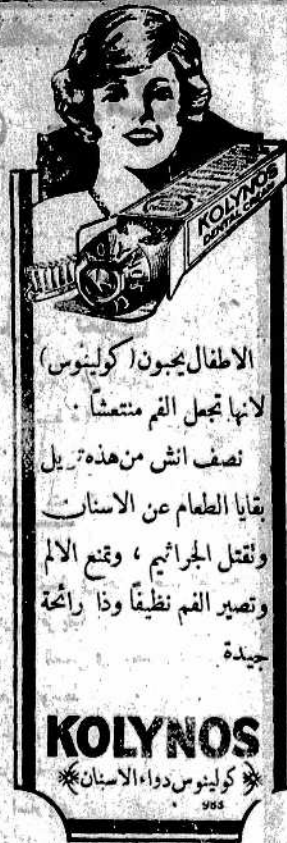 KOLYNOS
DENTAL CREAM
الاطفال يحبون (كولينوس)
لانها تجعل الفم منتعشاً .
نصف انش من هذه تزيل
بقايا الطعام عن الاسنان
وتقتل الجراثيم ، وتمنع الالم
وتصير الفم نظيفاً وذا رائحة
جيدة
KOLYNOS
كولينوس دواء الاسنان
953